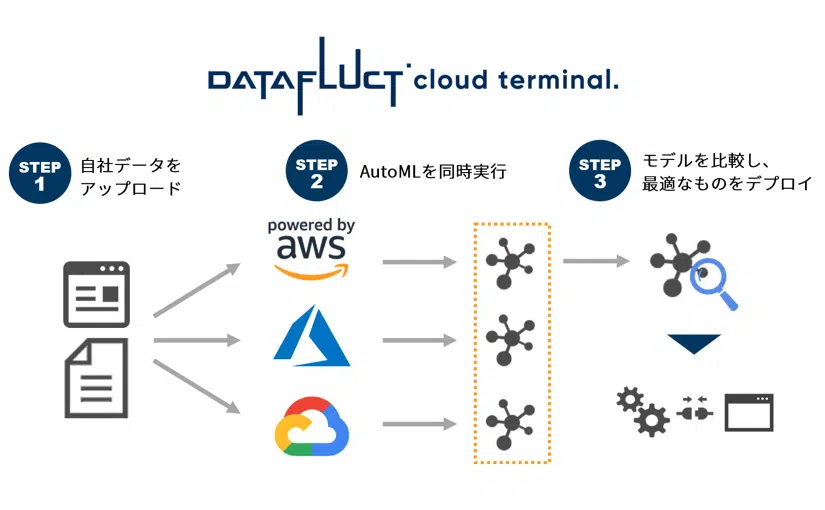 DATAFLUCT cloud terminal.
STEP
1
自社データを
アップロード
STEP
2
AutoMLを同時実行
STEP
3
モデルを比較し、
最適なものをデプロイ
powered by
aws